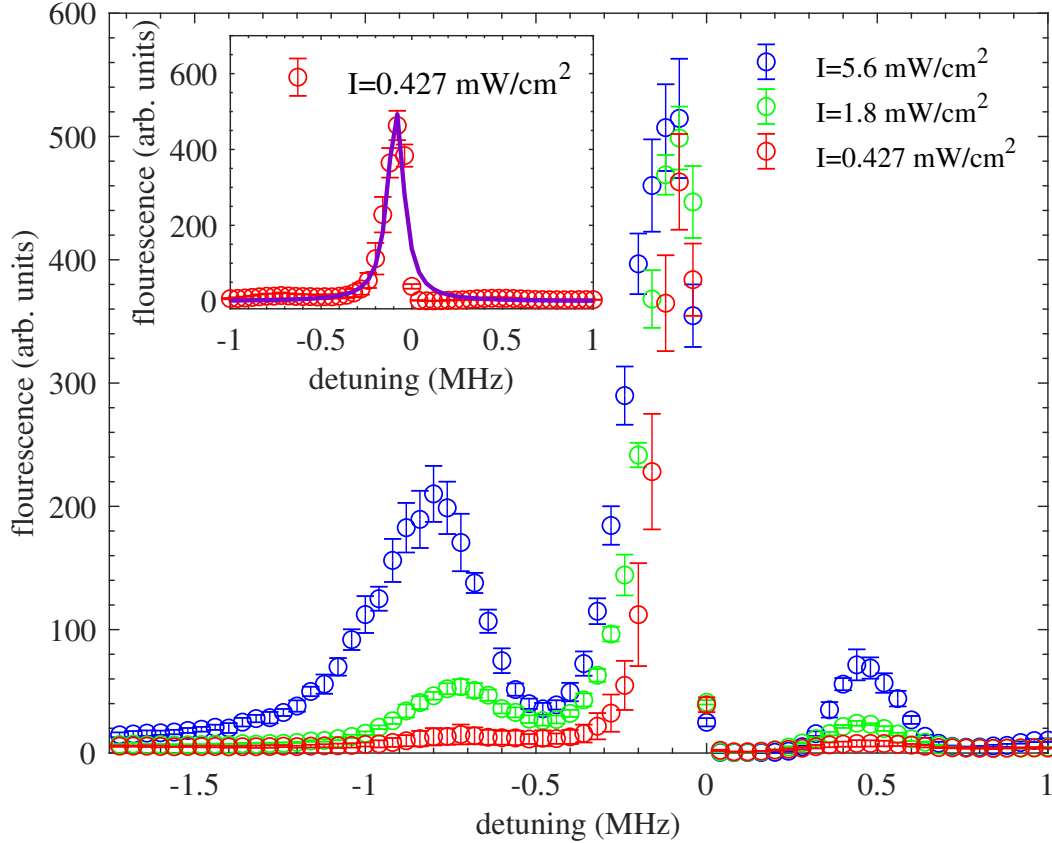 600
500
400
300
200
100
0
flourescence (arb. units)
-1.5
-1
-0.5
0
0.5
1
detuning (MHz)
I=5.6 mW/cm²
I=1.8 mW/cm²
I=0.427 mW/cm²
I=0.427 mW/cm²
600
400
200
0
flourescence (arb. units)
-1
-0.5
0
0.5
1
detuning (MHz)